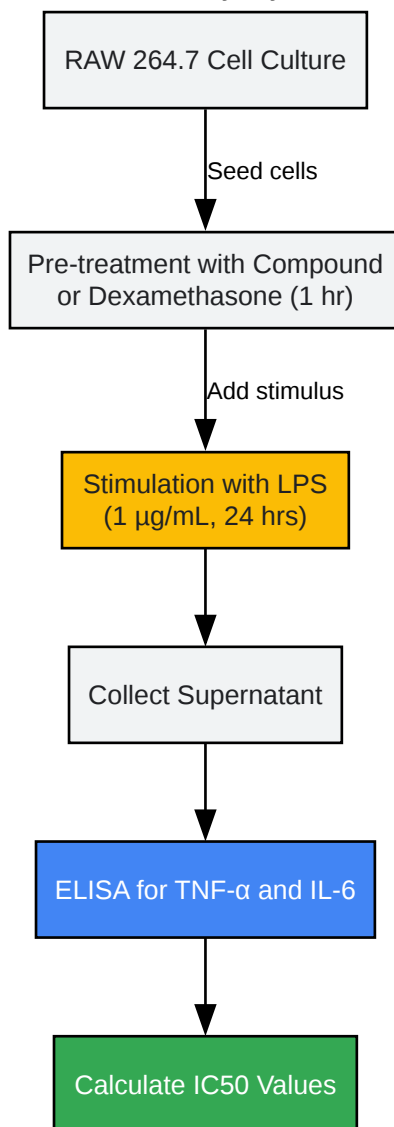 RAW 264.7 Cell Culture
Seed cells
Pre-treatment with Compound
or Dexamethasone (1 hr)
Add stimulus
Stimulation with LPS
(1 µg/mL, 24 hrs)
Collect Supernatant
ELISA for TNF-α and IL-6
Calculate IC50 Values